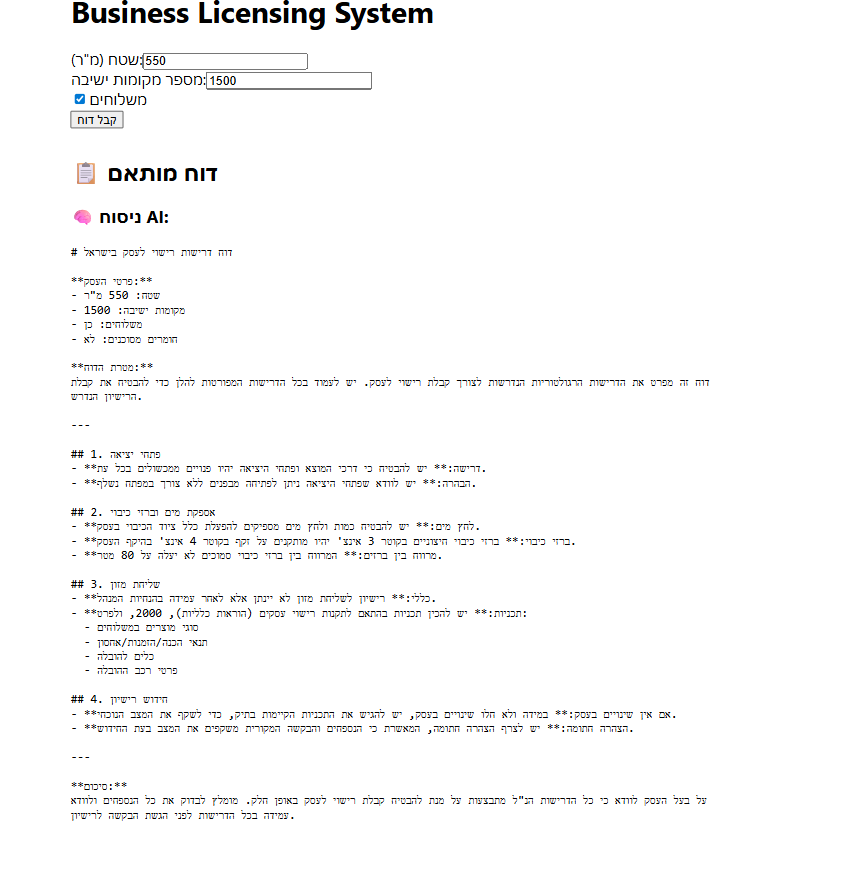 Business Licensing System
שטח (מ"ר):550
מספר מקומות ישיבה:1500
משלוחים
קבל דוח
📋 דוח מותאם
🧠 ניסוח AI:
# דוח דרישות רישוי לעסק בישראל
**פרטי העסק:**
- שטח: 550 מ"ר
- מקומות ישיבה: 1500
- משלוחים: כן
- חומרים מסוכנים: לא
**מטרת הדוח:**
דוח זה מפרט את הדרישות הרגולטוריות הנדרשות לצורך קבלת רישוי לעסק. יש לעמוד בכל הדרישות המפורטות להלן כדי להבטיח את קבלת
הרישיון הנדרש.
---
## 1. פתחי יציאה
- **דרישה:** יש להבטיח כי דרכי המוצא ופתחי היציאה יהיו פנויים ממכשולים בכל עת.
- **הבהרה:** יש לוודא שפתחי היציאה ניתן לפתיחה מבפנים ללא צורך במפתח נשלף.
## 2. אספקת מים וברזי כיבוי
- **לחץ מים:** יש להבטיח כמות ולחץ מים מספיקים להפעלת כלל ציוד הכיבוי בעסק.
- **ברזי כיבוי:** ברזי כיבוי חיצוניים בקוטר 3 אינצ' יהיו מותקנים על זקף בקוטר 4 אינצ' בהיקף העסק.
- **מרווח בין ברזים:** המרווח בין ברזי כיבוי סמוכים לא יעלה על 80 מטר.
## 3. שליחת מזון
- **כללי:** רישיון לשליחת מזון לא יינתן אלא לאחר עמידה בהנחיות המנהל.
- **תכניות:** יש להכין תכניות בהתאם לתקנות רישוי עסקים (הוראות כלליות), 2000, ולפרט:
- סוגי מוצרים במשלוחים
- תנאי הכנה/הזמנות/אחסון
- כלים להובלה
- פרטי רכב ההובלה
## 4. חידוש רישיון
- **אם אין שינויים בעסק:** במידה ולא חלו שינויים בעסק, יש להגיש את התכניות הקיימות בתיק, כדי לשקף את המצב הנוכחי.
- **הצהרה חתומה:** יש לצרף הצהרה חתומה, המאשרת כי הנספחים והבקשה המקורית משקפים את המצב בעת החידוש.
---
**סיכום:**
על בעל העסק לוודא כי כל הדרישות הנ"ל מתבצעות על מנת להבטיח קבלת רישוי לעסק באופן חלק. מומלץ לבדוק את כל הנספחים ולוודא
עמידה בכל הדרישות לפני הגשת הבקשה לרישיון.